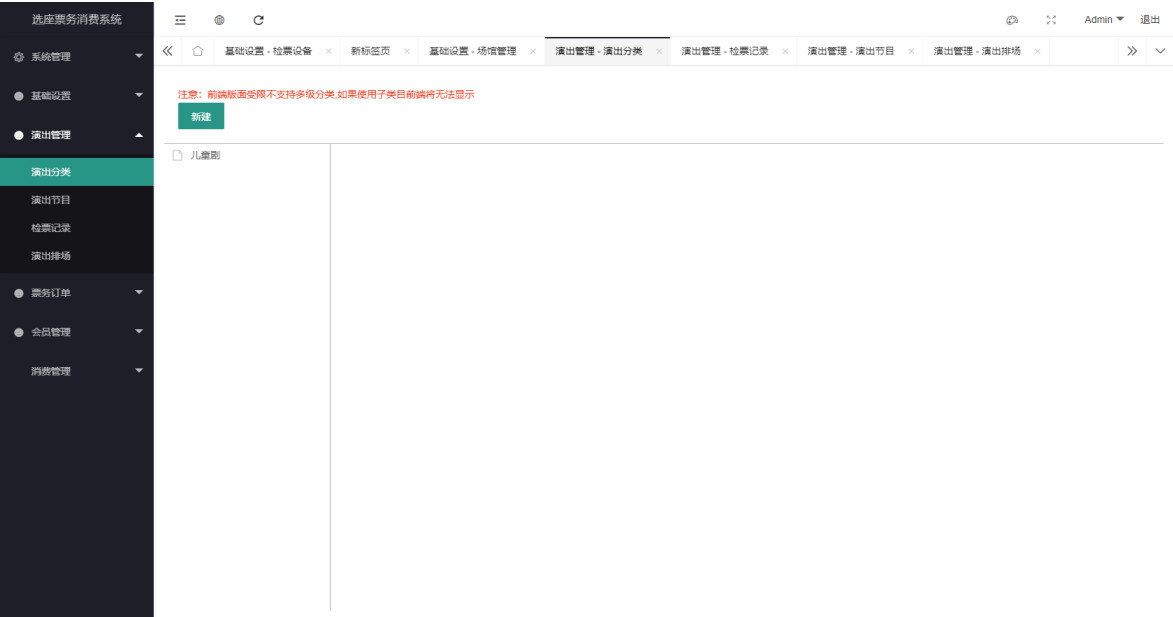 选座票务消费系统
Admin
退出
系统管理
基础设置
演出管理
演出分类
演出节目
检票记录
演出排场
票务订单
会员管理
消费管理
基础设置 - 检票设备
新标签页
基础设置 - 场馆管理
演出管理 - 演出分类
演出管理 - 检票记录
演出管理 - 演出节目
演出管理 - 演出排场
注意：前端版面受限不支持多级分类,如果使用子类目前端将无法显示
新建
儿童剧